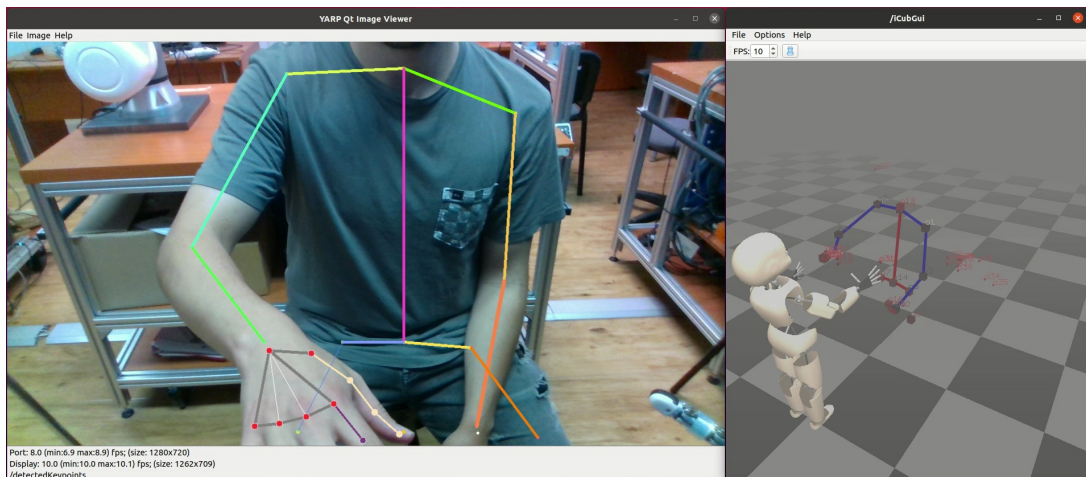 YARP Qt Image Viewer
File Image Help
Port: 8.0 (min:6.9 max:8.9) fps; (size: 1280x720)
Display: 10.0 (min:10.0 max:10.1) fps; (size: 1262x709)
/detectedKeypoints
/iCubGui
File Options Help
FPS: 10